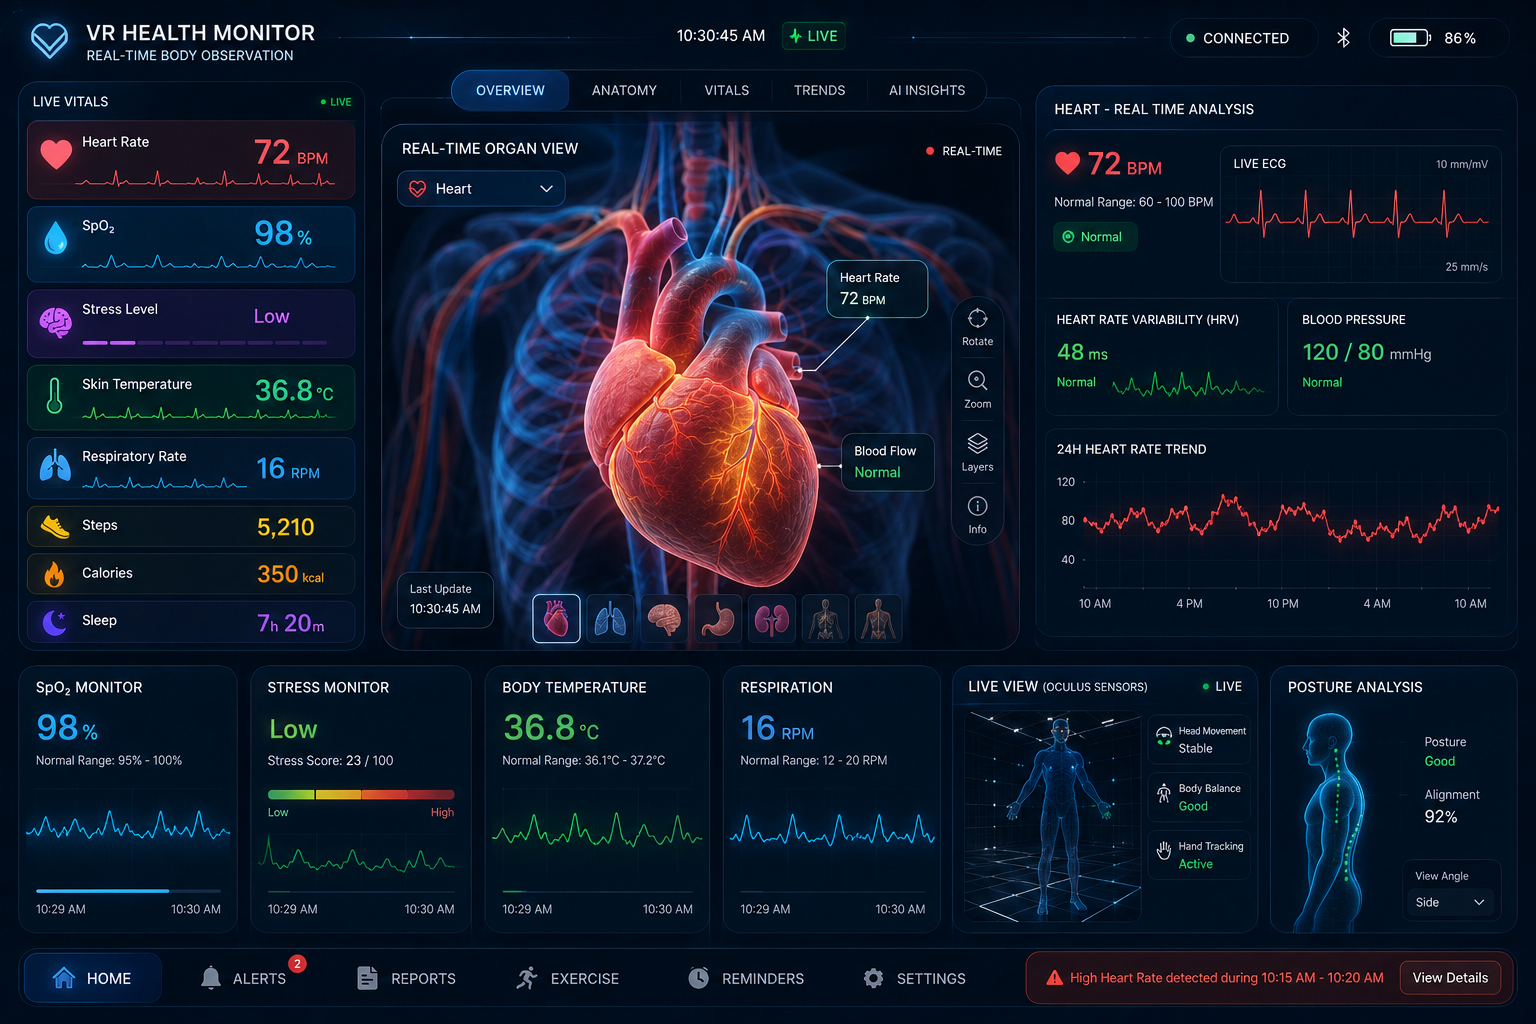 VR HEALTH MONITOR
REAL-TIME BODY OBSERVATION
10:30:45 AM
LIVE
CONNECTED
86%
OVERVIEW
ANATOMY
VITALS
TRENDS
AI INSIGHTS
LIVE VITALS
LIVE
Heart Rate
72 BPM
SpO₂
98%
Stress Level
Low
Skin Temperature
36.8°C
Respiratory Rate
16 RPM
Steps
5,210
Calories
350 kcal
Sleep
7h 20m
REAL-TIME ORGAN VIEW
REAL-TIME
Heart
Heart Rate
72 BPM
Blood Flow
Normal
Rotate
Zoom
Layers
Info
Last Update
10:30:45 AM
HEART - REAL TIME ANALYSIS
72 BPM
Normal Range: 60 - 100 BPM
Normal
LIVE ECG
10 mm/mV
25 mm/s
HEART RATE VARIABILITY (HRV)
48 ms
Normal
BLOOD PRESSURE
120 / 80 mmHg
Normal
24H HEART RATE TREND
120
80
40
10 AM
4 PM
10 PM
4 AM
10 AM
SpO₂ MONITOR
98%
Normal Range: 95% - 100%
10:29 AM
10:30 AM
STRESS MONITOR
Low
Stress Score: 23 / 100
Low
High
10:29 AM
10:30 AM
BODY TEMPERATURE
36.8°C
Normal Range: 36.1°C - 37.2°C
10:29 AM
10:30 AM
RESPIRATION
16 RPM
Normal Range: 12 - 20 RPM
10:29 AM
10:30 AM
LIVE VIEW (OCULUS SENSORS)
LIVE
Head Movement
Stable
Body Balance
Good
Hand Tracking
Active
POSTURE ANALYSIS
Posture
Good
Alignment
92%
View Angle
Side
HOME
ALERTS
2
REPORTS
EXERCISE
REMINDERS
SETTINGS
High Heart Rate detected during 10:15 AM - 10:20 AM
View Details